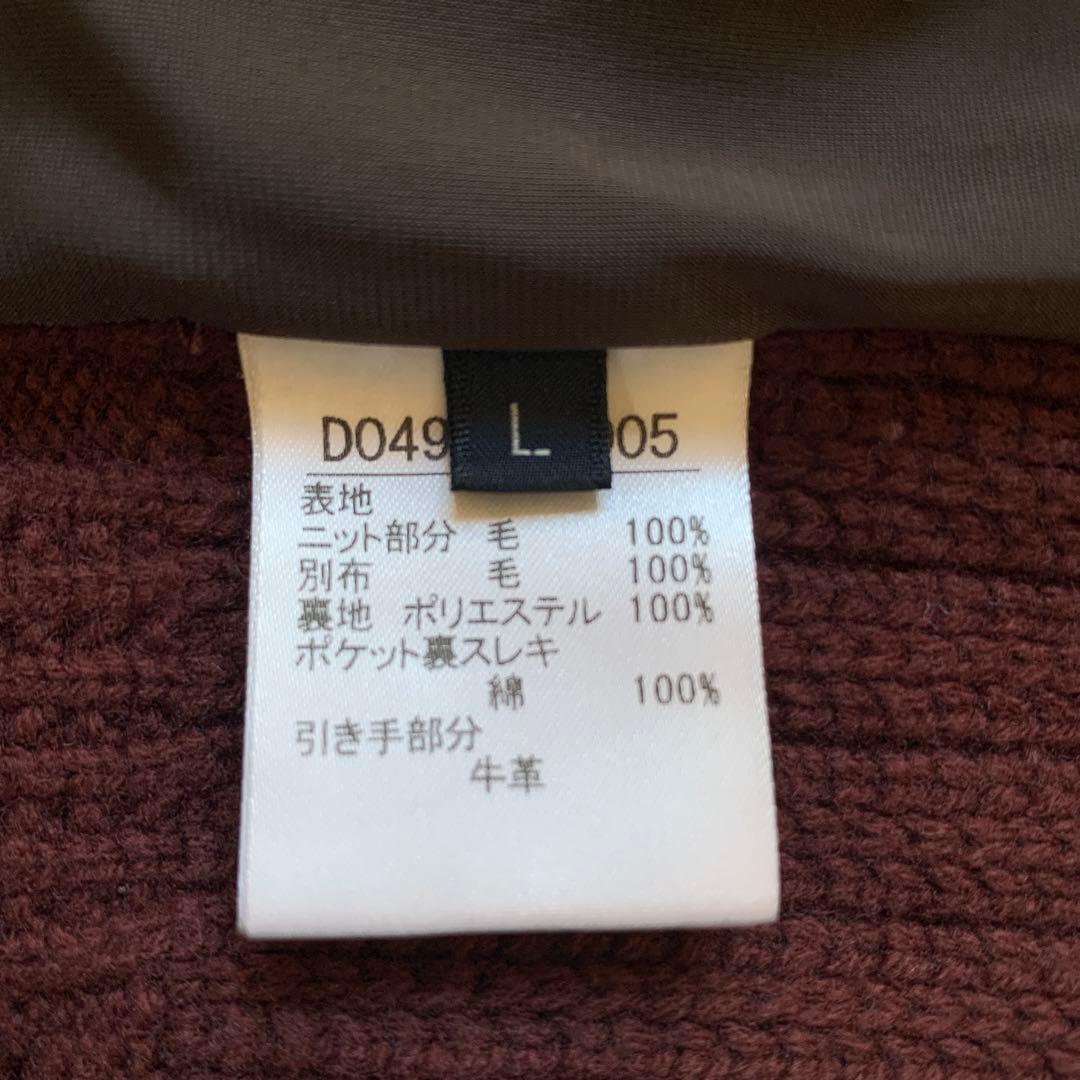 D049
L
005
表地
ニット部分 毛 100%
別布 毛 100%
裏地 ポリエステル 100%
ポケット裏スレキ
綿 100%
引き手部分
牛革